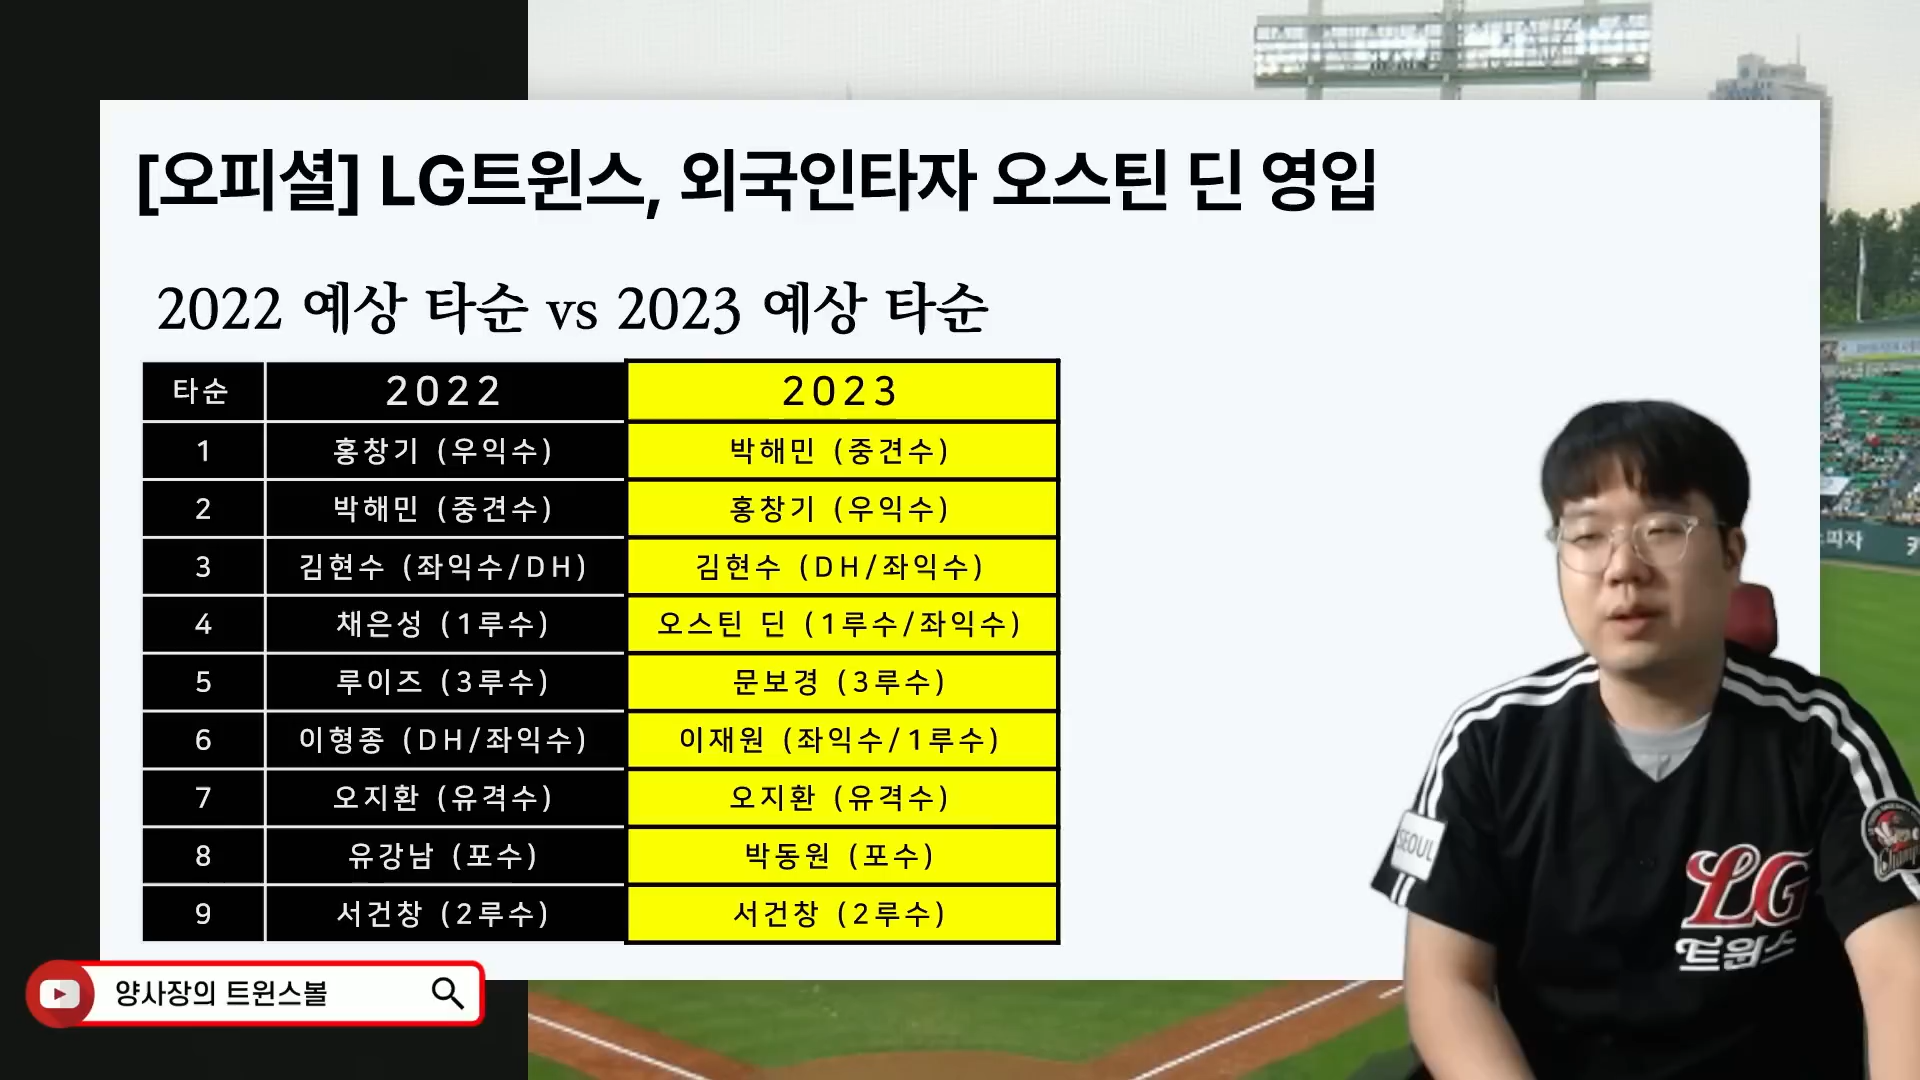 [오피셜] LG트윈스, 외국인타자 오스틴 딘 영입
2022 예상 타순 vs 2023 예상 타순
타순 2022 2023
1 홍창기 (우익수) 박해민 (중견수)
2 박해민 (중견수) 홍창기 (우익수)
3 김현수 (좌익수/DH) 김현수 (DH/좌익수)
4 채은성 (1루수) 오스틴 딘 (1루수/좌익수)
5 루이즈 (3루수) 문보경 (3루수)
6 이형종 (DH/좌익수) 이재원 (좌익수/1루수)
7 오지환 (유격수) 오지환 (유격수)
8 유강남 (포수) 박동원 (포수)
9 서건창 (2루수) 서건창 (2루수)
양사장의 트윈스볼
SEOUL
LG
트윈스